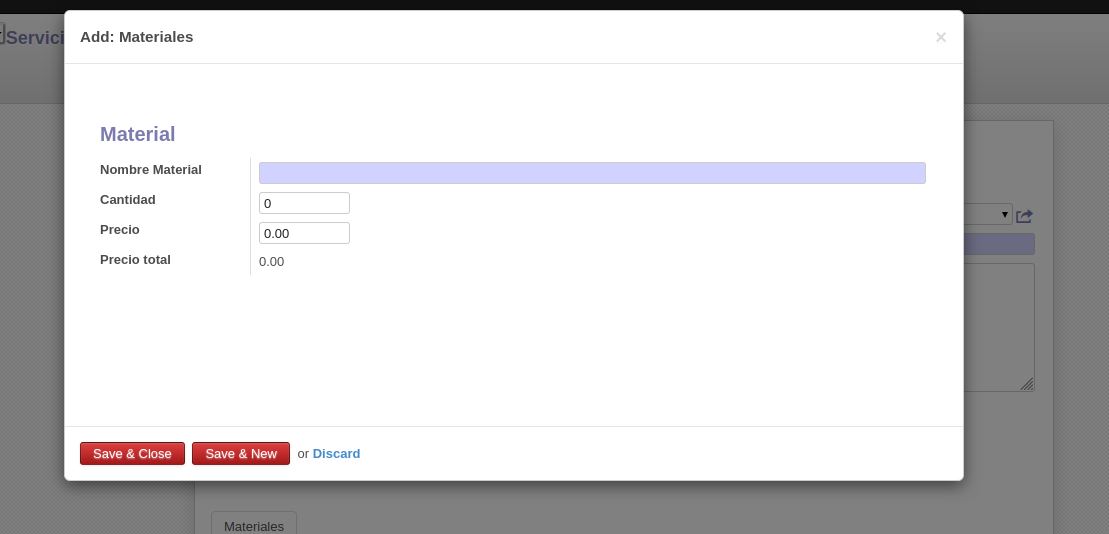 Servici
Add: Materiales ×
Material
Nombre Material
Cantidad 0
Precio 0.00
Precio total 0.00
Save & Close Save & New or Discard
Materiales